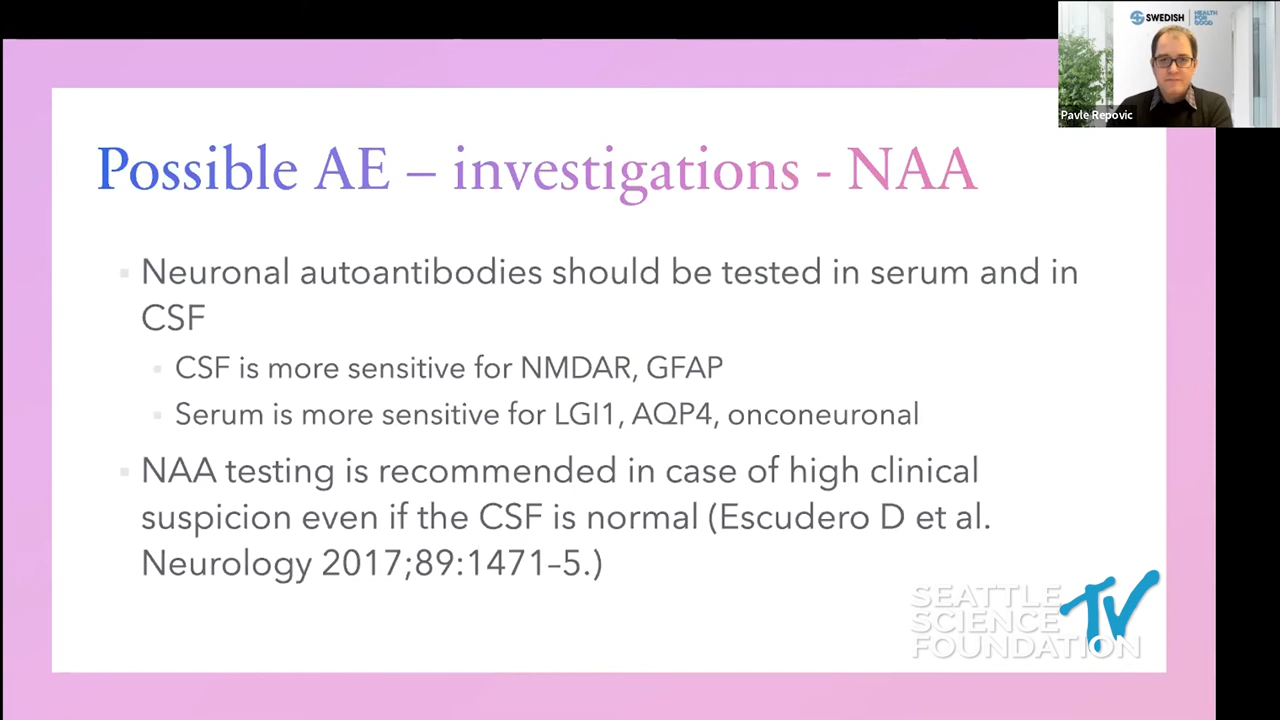 SWEDISH
HEALTH
FOR
GOOD
Pavle Repovic
Possible AE – investigations - NAA
Neuronal autoantibodies should be tested in serum and in
CSF
CSF is more sensitive for NMDAR, GFAP
Serum is more sensitive for LGI1, AQP4, onconeuronal
NAA testing is recommended in case of high clinical
suspicion even if the CSF is normal (Escudero D et al.
Neurology 2017;89:1471–5.)
SEATTLE
SCIENCE
FOUNDATION
TV